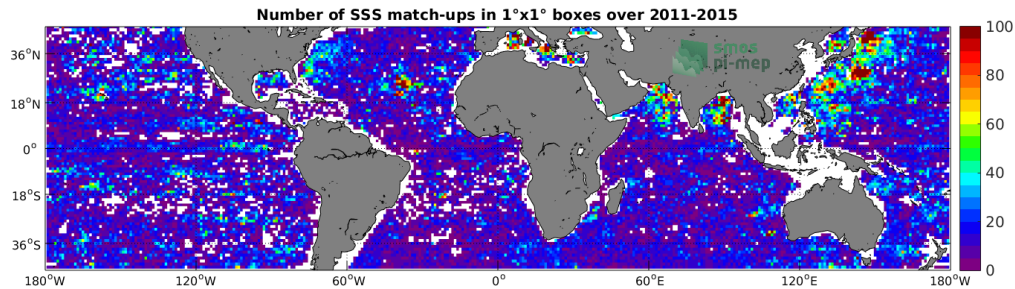 Number of SSS match-ups in 1°x1° boxes over 2011-2015
smos
pi-mep
36°N
18°N
0°
18°S
36°S
180°W
120°W
60°W
0°
60°E
120°E
180°W
100
80
60
40
20
0